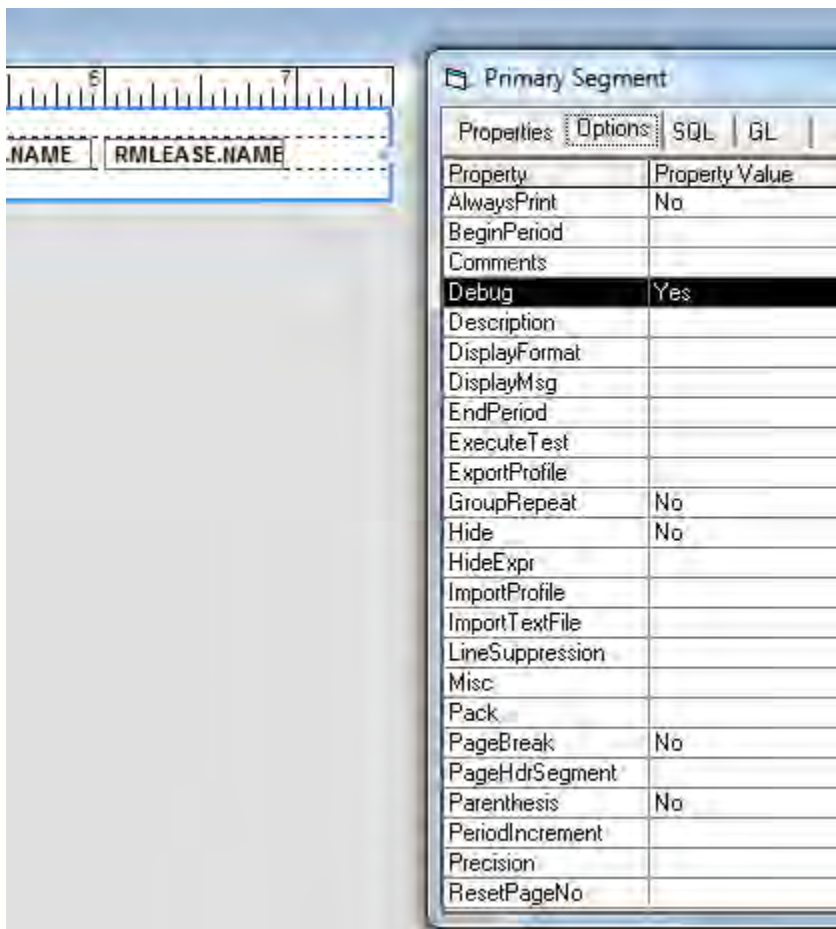 6 7
.NAME RMLEASE.NAME
Primary Segment
Properties Options SQL GL
Property Property Value
AlwaysPrint No
BeginPeriod
Comments
Debug Yes
Description
DisplayFormat
DisplayMsg
EndPeriod
ExecuteTest
ExportProfile
GroupRepeat No
Hide No
HideExpr
ImportProfile
ImportTextFile
LineSuppression
Misc
Pack
PageBreak No
PageHdrSegment
Parenthesis No
PeriodIncrement
Precision
ResetPageNo